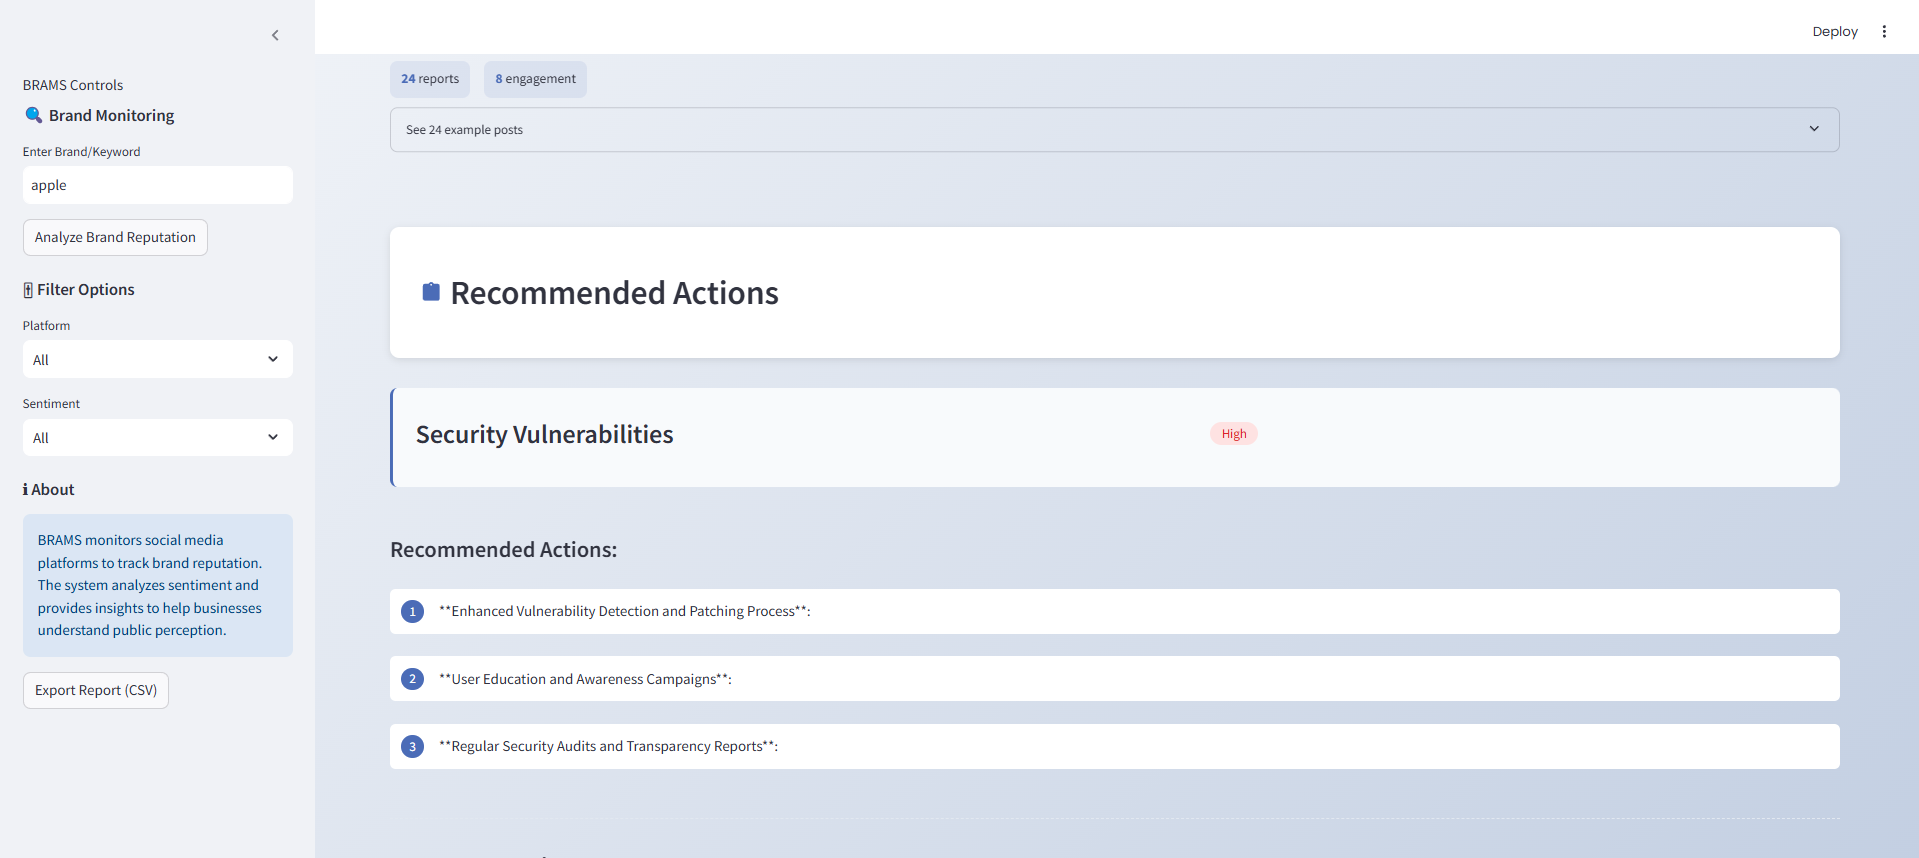 BRAMS Controls
Brand Monitoring
Enter Brand/Keyword
apple
Analyze Brand Reputation
Filter Options
Platform
All
Sentiment
All
About
BRAMS monitors social media
platforms to track brand reputation.
The system analyzes sentiment and
provides insights to help businesses
understand public perception.
Export Report (CSV)
Deploy
24 reports
8 engagement
See 24 example posts
Recommended Actions
Security Vulnerabilities
High
Recommended Actions:
1 **Enhanced Vulnerability Detection and Patching Process**:
2 **User Education and Awareness Campaigns**:
3 **Regular Security Audits and Transparency Reports**: